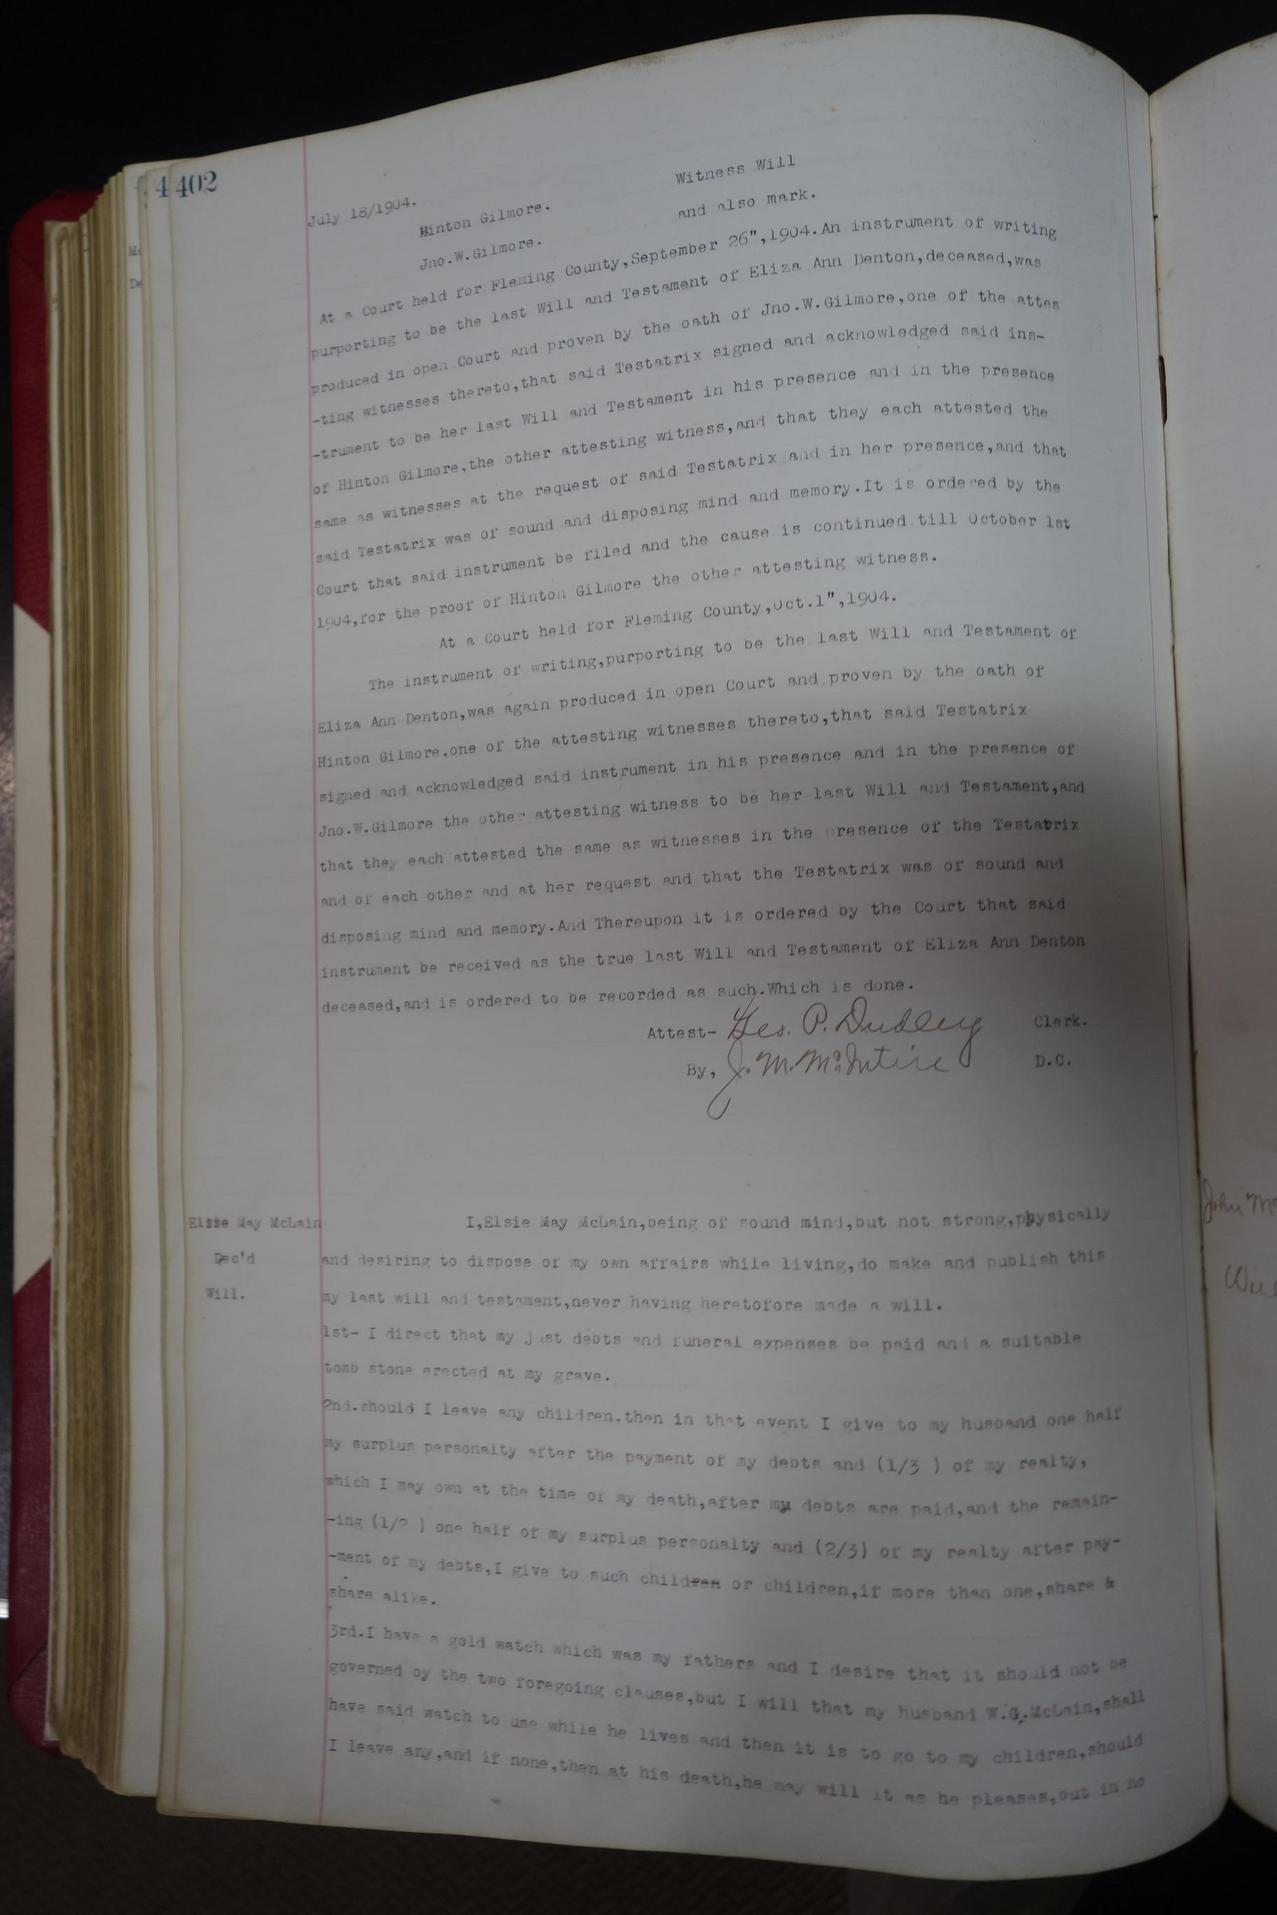 402
July 18/1904.
Hinton Gilmore.
Jno.W.Gilmore.
Witness Will
and also mark.
At a Court held for Fleming County,September 26",1904.An instrument of writing
purporting to be the last Will and Testament of Eliza Ann Denton,deceased,was
produced in open Court and proven by the oath of Jno.W.Gilmore,one of the attes
-ting witnesses thereto,that said Testatrix signed and acknowledged said ins-
-trument to be her last Will and Testament in his presence and in the presence
of Hinton Gilmore,the other attesting witness,and that they each attested the
same as witnesses at the request of said Testatrix and in her presence,and that
said Testatrix was of sound and disposing mind and memory.It is ordered by the
Court that said instrument be filed and the cause is continued till October 1st
1904,for the proof of Hinton Gilmore the other attesting witness.
At a Court held for Fleming County,Oct.1",1904.
The instrument of writing,purporting to be the last Will and Testament of
Eliza Ann Denton,was again produced in open Court and proven by the oath of
Hinton Gilmore,one of the attesting witnesses thereto,that said Testatrix
signed and acknowledged said instrument in his presence and in the presence of
Jno.W.Gilmore the other attesting witness to be her last Will and Testament,and
that they each attested the same as witnesses in the presence of the Testatrix
and of each other and at her request and that the Testatrix was of sound and
disposing mind and memory.And Thereupon it is ordered by the Court that said
instrument be received as the true last Will and Testament of Eliza Ann Denton
deceased,and is ordered to be recorded as such.Which is done.
Attest- Geo. P. Dudley Clerk.
By, J. M. McIntire D.C.
Elsie May McLain
Dec'd
Will.
I,Elsie May McLain,being of sound mind,but not strong,physically
and desiring to dispose of my own affairs while living,do make and publish this
my last will and testament,never having heretofore made a will.
1st- I direct that my just debts and funeral expenses be paid and a suitable
tomb stone erected at my grave.
2nd.should I leave any children,then in that event I give to my husband one half
my surplus personalty after the payment of my debts and (1/3 ) of my realty,
which I may own at the time of my death,after my debts are paid,and the remain-
-ing (1/2 ) one half of my surplus personalty and (2/3) of my realty after pay-
-ment of my debts,I give to such children or children,if more than one,share &
share alike.
3rd.I have a gold watch which was my fathers and I desire that it should not be
governed by the two foregoing clauses,but I will that my husband W.G.McLain,shall
have said watch to use while he lives and then it is to go to my children,should
I leave any,and if none,then at his death,he may will it as he pleases,but in no
John